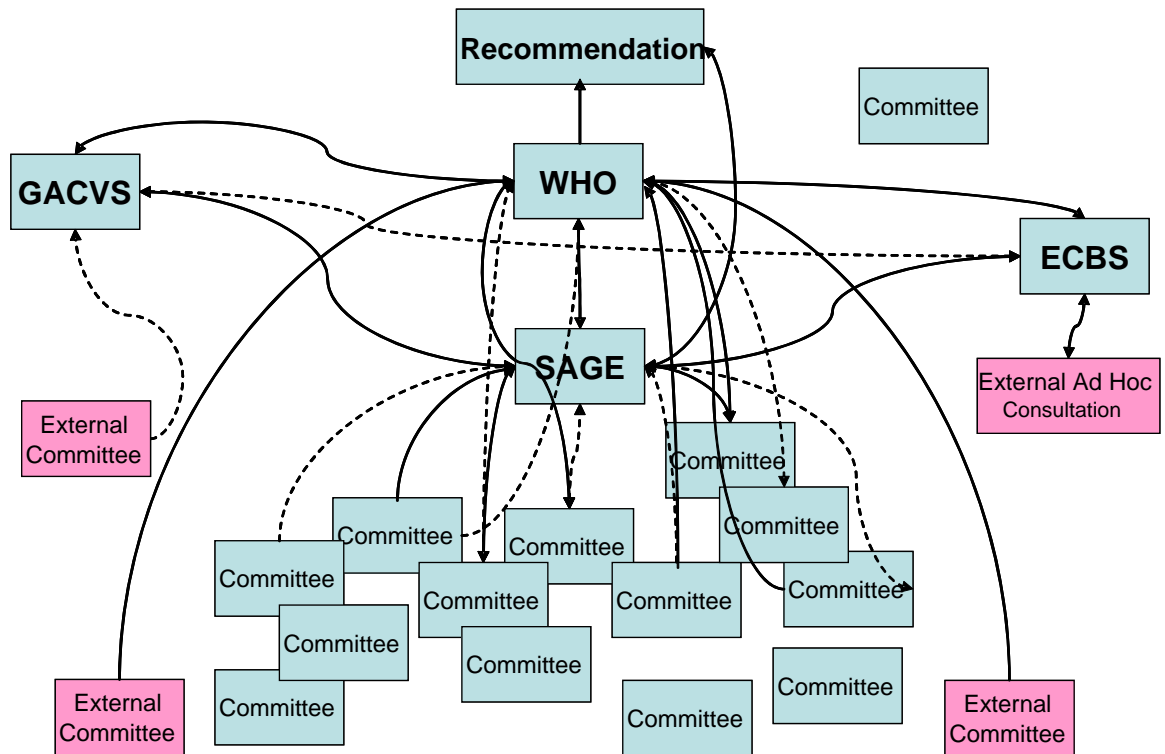 Recommendation
Committee
GACVS
WHO
ECBS
SAGE
External Ad Hoc
Consultation
External
Committee
Committee
Committee
Committee
Committee
Committee
Committee
Committee
Committee
Committee
Committee
Committee
Committee
Committee
External
Committee
Committee
External
Committee